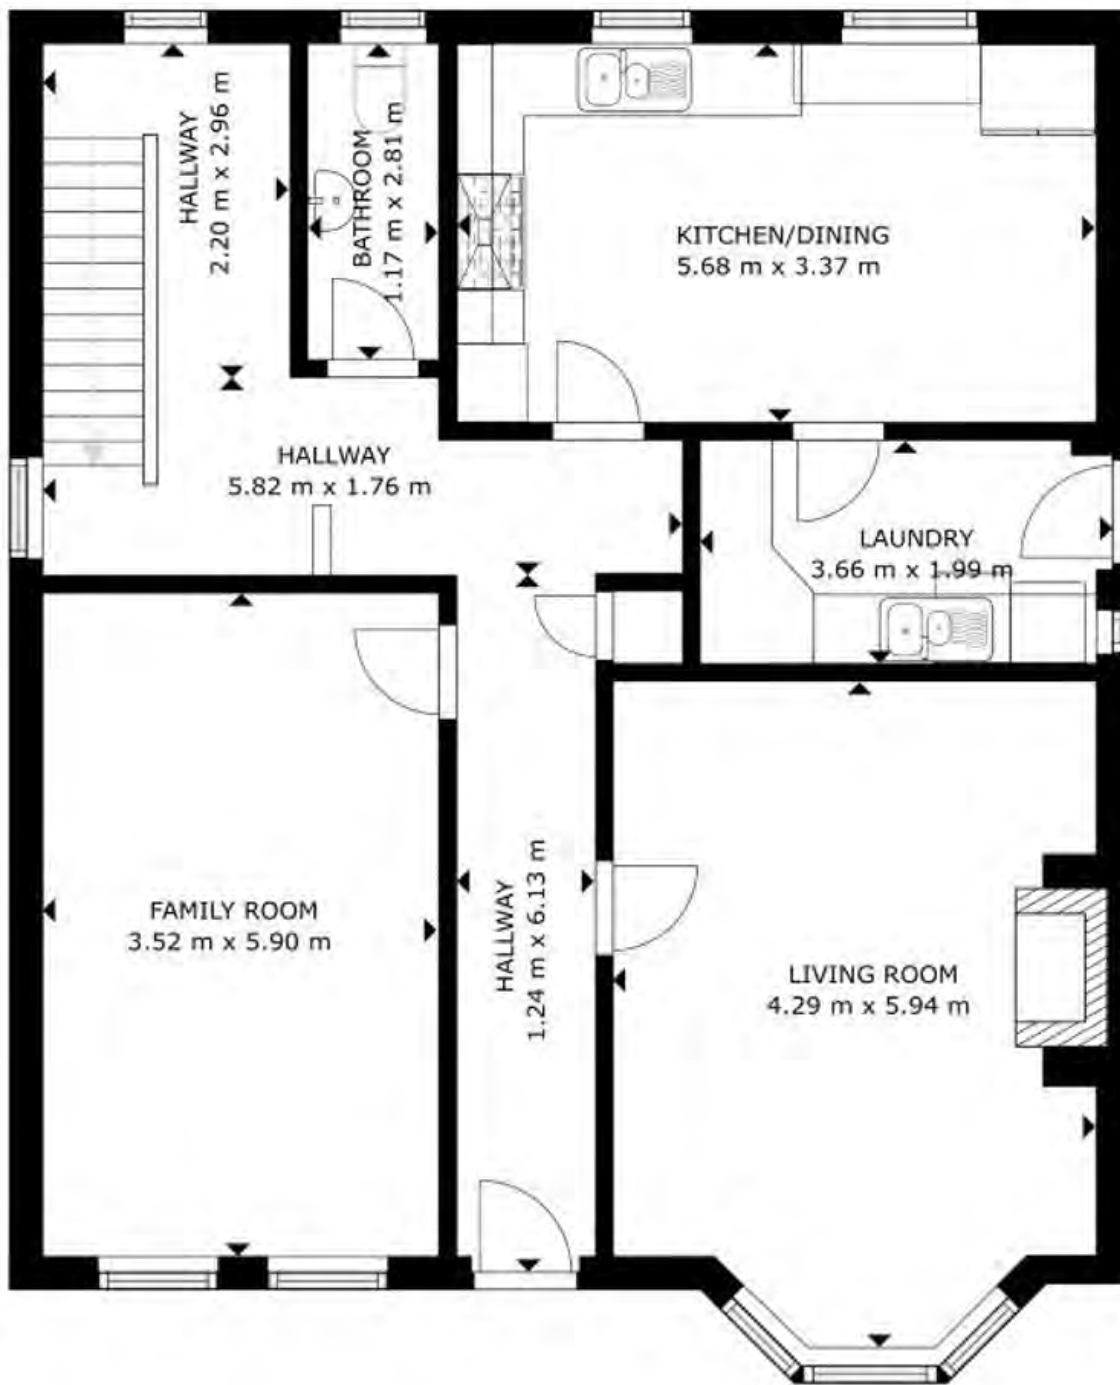 HALLWAY
2.20 m x 2.96 m
BATHROOM
1.17 m x 2.81 m
KITCHEN/DINING
5.68 m x 3.37 m
HALLWAY
5.82 m x 1.76 m
LAUNDRY
3.66 m x 1.99 m
FAMILY ROOM
3.52 m x 5.90 m
HALLWAY
1.24 m x 6.13 m
LIVING ROOM
4.29 m x 5.94 m